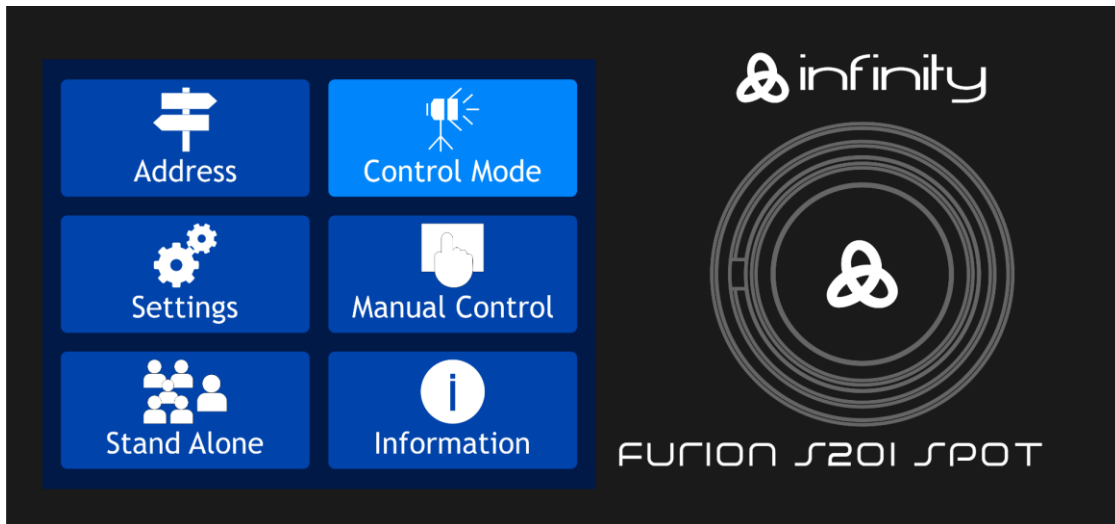 infinity
Address
Control Mode
Settings
Manual Control
Stand Alone
i
Information
FURION S201 SPOT